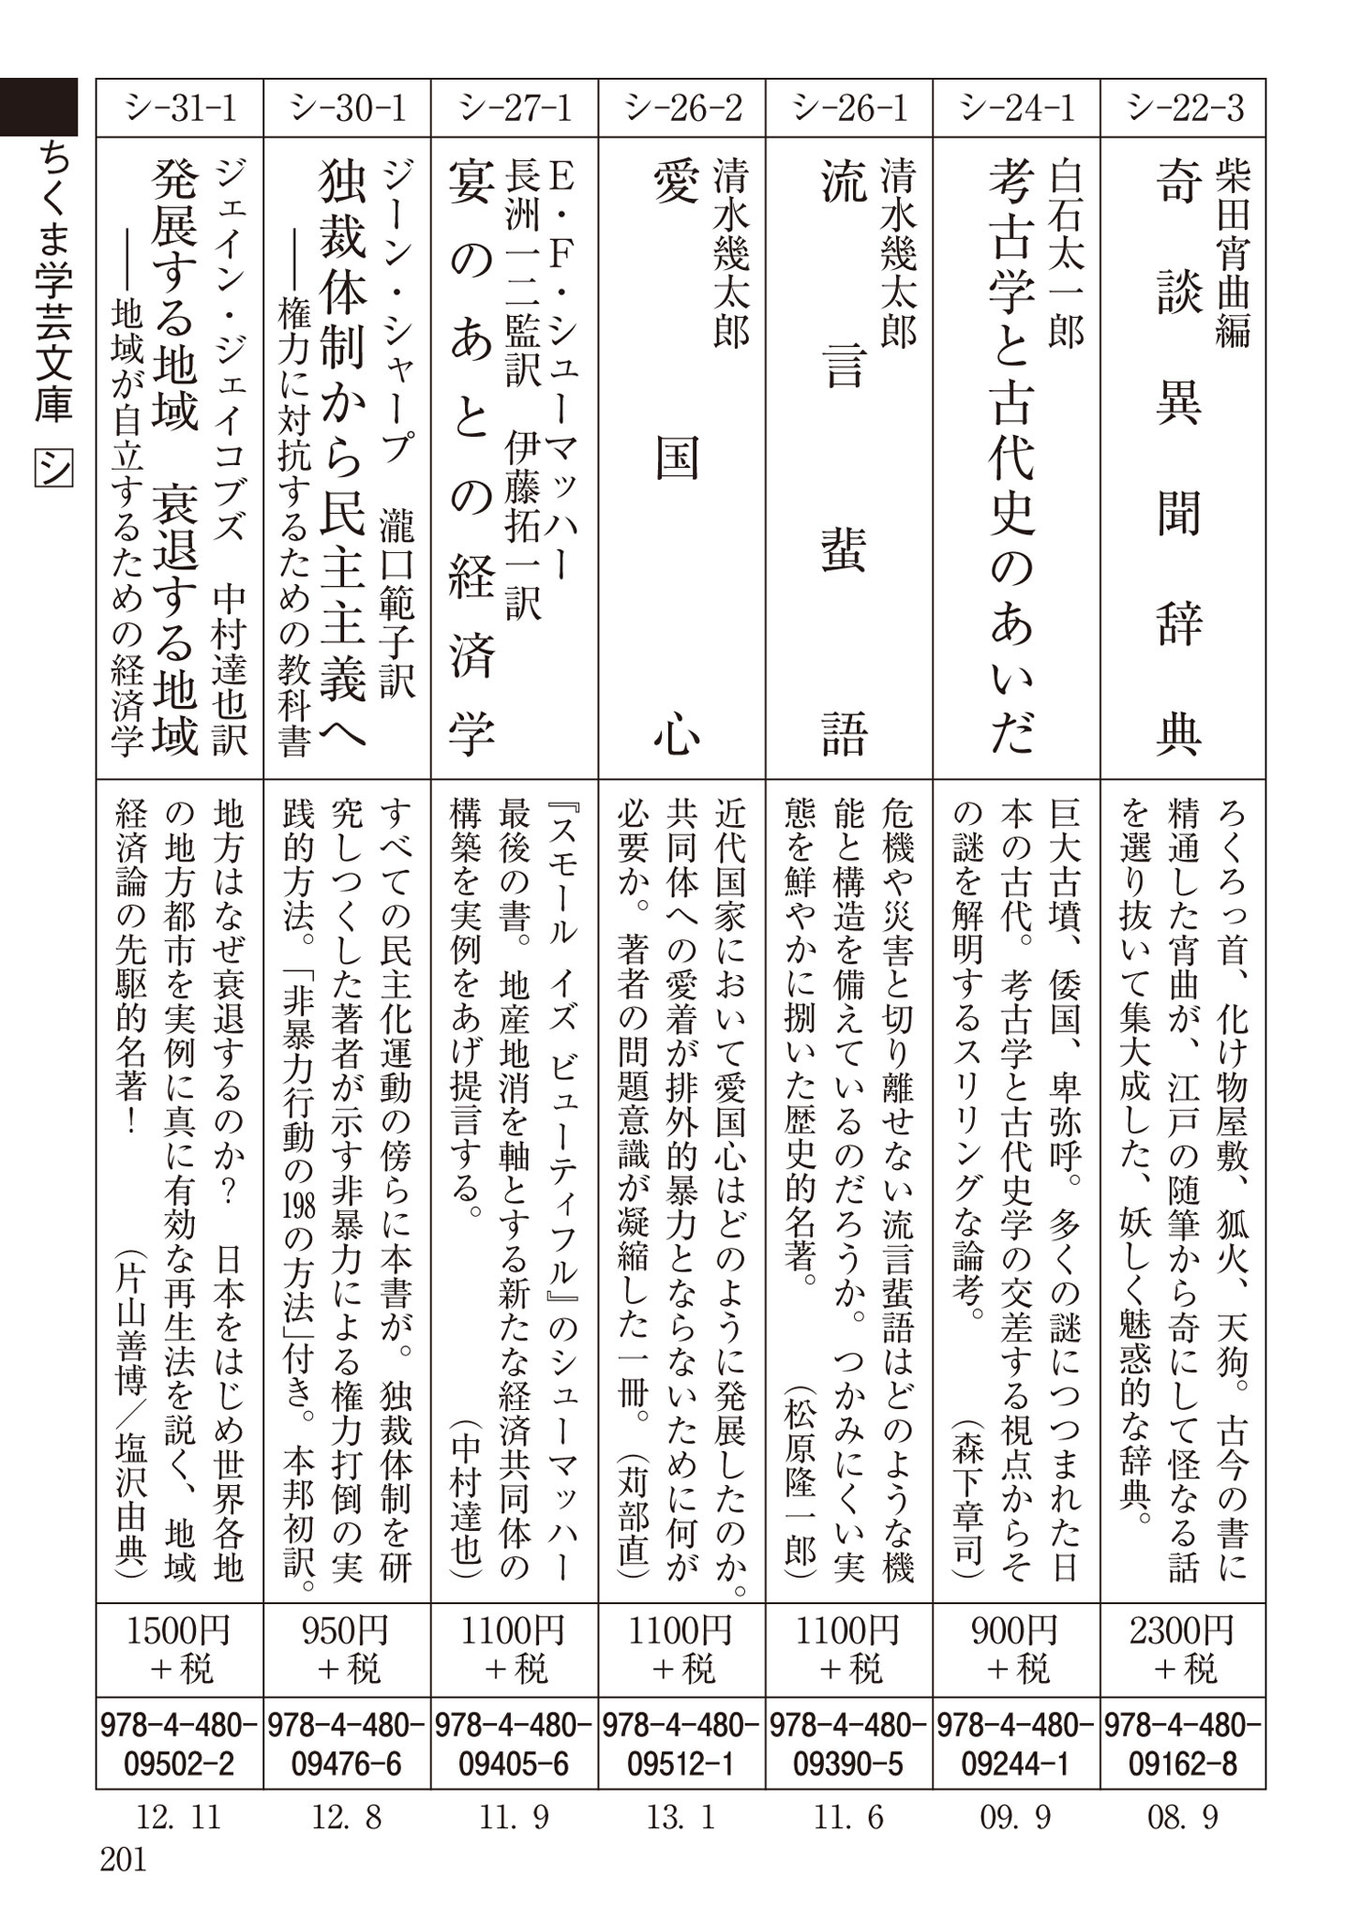 ちくま学芸文庫 シ
シ-22-3
柴田宵曲編
奇談異聞辞典
ろくろっ首、化け物屋敷、狐火、天狗。古今の書に
精通した宵曲が、江戸の随筆から奇にして怪なる話
を選り抜いて集大成した、妖しく魅惑的な辞典。
2300円
+税
978-4-480-
09162-8
08. 9
シ-24-1
白石太一郎
考古学と古代史のあいだ
巨大古墳、倭国、卑弥呼。多くの謎につつまれた日
本の古代。考古学と古代史学の交差する視点からそ
の謎を解明するスリリングな論考。（森下章司）
900円
+税
978-4-480-
09244-1
09. 9
シ-26-1
清水幾太郎
流言蜚語
危機や災害と切り離せない流言蜚語はどのような機
能と構造を備えているのだろうか。つかみにくい実
態を鮮やかに捌いた歴史的名著。（松原隆一郎）
1100円
+税
978-4-480-
09390-5
11. 6
シ-26-2
清水幾太郎
愛国心
近代国家において愛国心はどのように発展したのか。
共同体への愛着が排外的暴力とならないために何が
必要か。著者の問題意識が凝縮した一冊。（苅部直）
1100円
+税
978-4-480-
09512-1
13. 1
シ-27-1
E・F・シューマッハー
長洲一二監訳　伊藤拓一訳
宴のあとの経済学
『スモール イズ ビューティフル』のシューマッハー
最後の書。地産地消を軸とする新たな経済共同体の
構築を実例をあげ提言する。（中村達也）
1100円
+税
978-4-480-
09405-6
11. 9
シ-30-1
ジーン・シャープ　瀧口範子訳
独裁体制から民主主義へ
――権力に対抗するための教科書
すべての民主化運動の傍らに本書が。独裁体制を研
究しつくした著者が示す非暴力による権力打倒の実
践的方法。「非暴力行動の198の方法」付き。本邦初訳。
950円
+税
978-4-480-
09476-6
12. 8
シ-31-1
ジェイン・ジェイコブズ　中村達也訳
発展する地域　衰退する地域
――地域が自立するための経済学
地方はなぜ衰退するのか？　日本をはじめ世界各地
の地方都市を実例に真に有効な再生法を説く、地域
経済論の先駆的名著！（片山善博／塩沢由典）
1500円
+税
978-4-480-
09502-2
12. 11
201